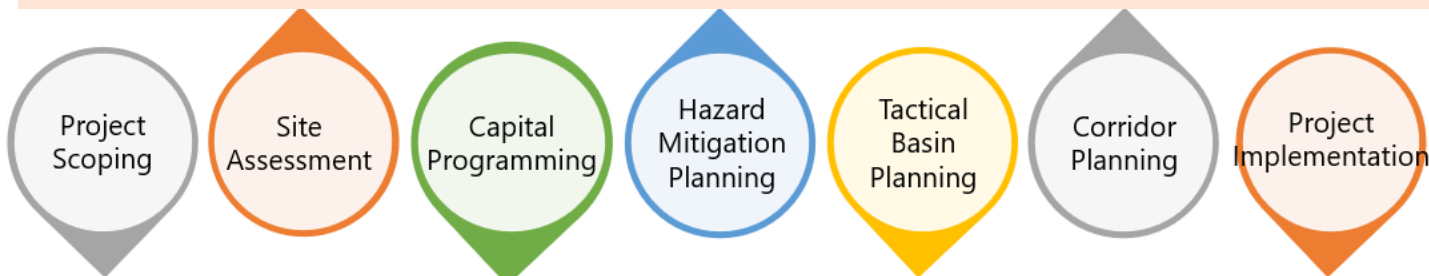 Project
Scoping
Site
Assessment
Capital
Programming
Hazard
Mitigation
Planning
Tactical
Basin
Planning
Corridor
Planning
Project
Implementation